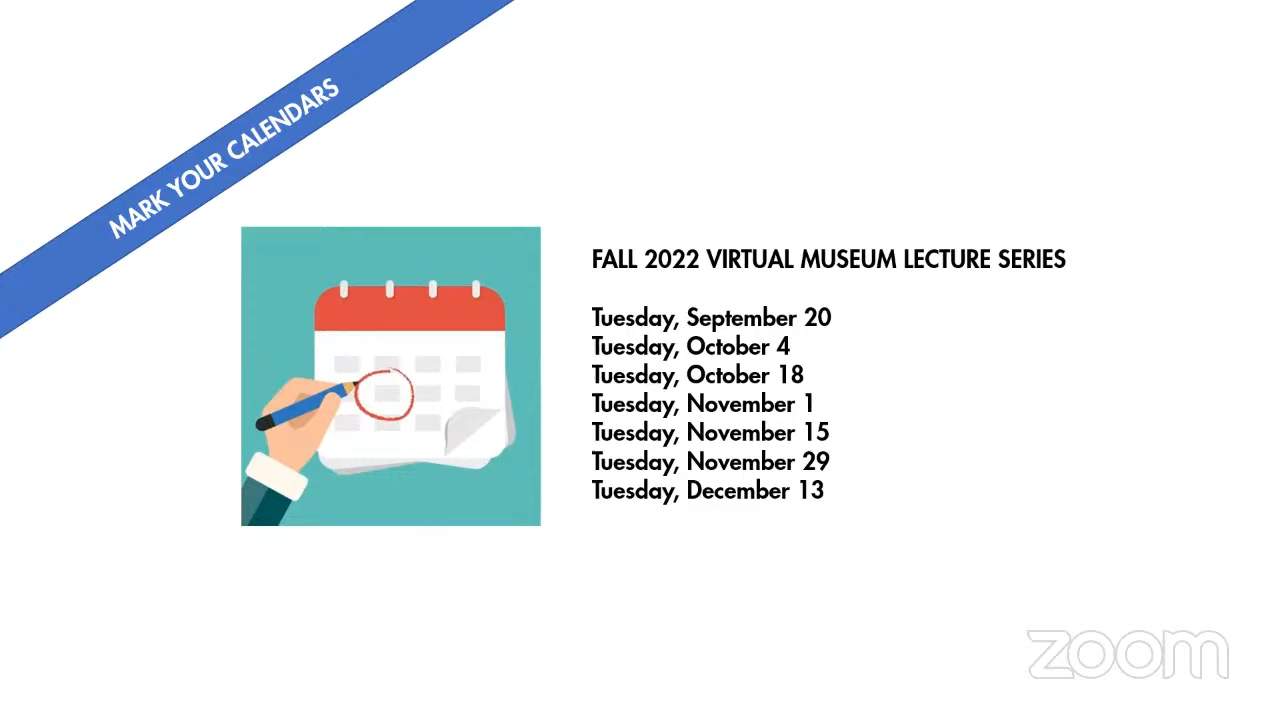 MARK YOUR CALENDARS
FALL 2022 VIRTUAL MUSEUM LECTURE SERIES
Tuesday, September 20
Tuesday, October 4
Tuesday, October 18
Tuesday, November 1
Tuesday, November 15
Tuesday, November 29
Tuesday, December 13
zoom